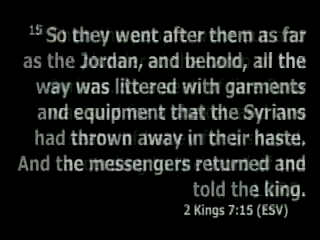 15 So they went after them as far
as the Jordan, and behold, all the
way was littered with garments
and equipment that the Syrians
had thrown away in their haste.
And the messengers returned and
told the king.
2 Kings 7:15 (ESV)